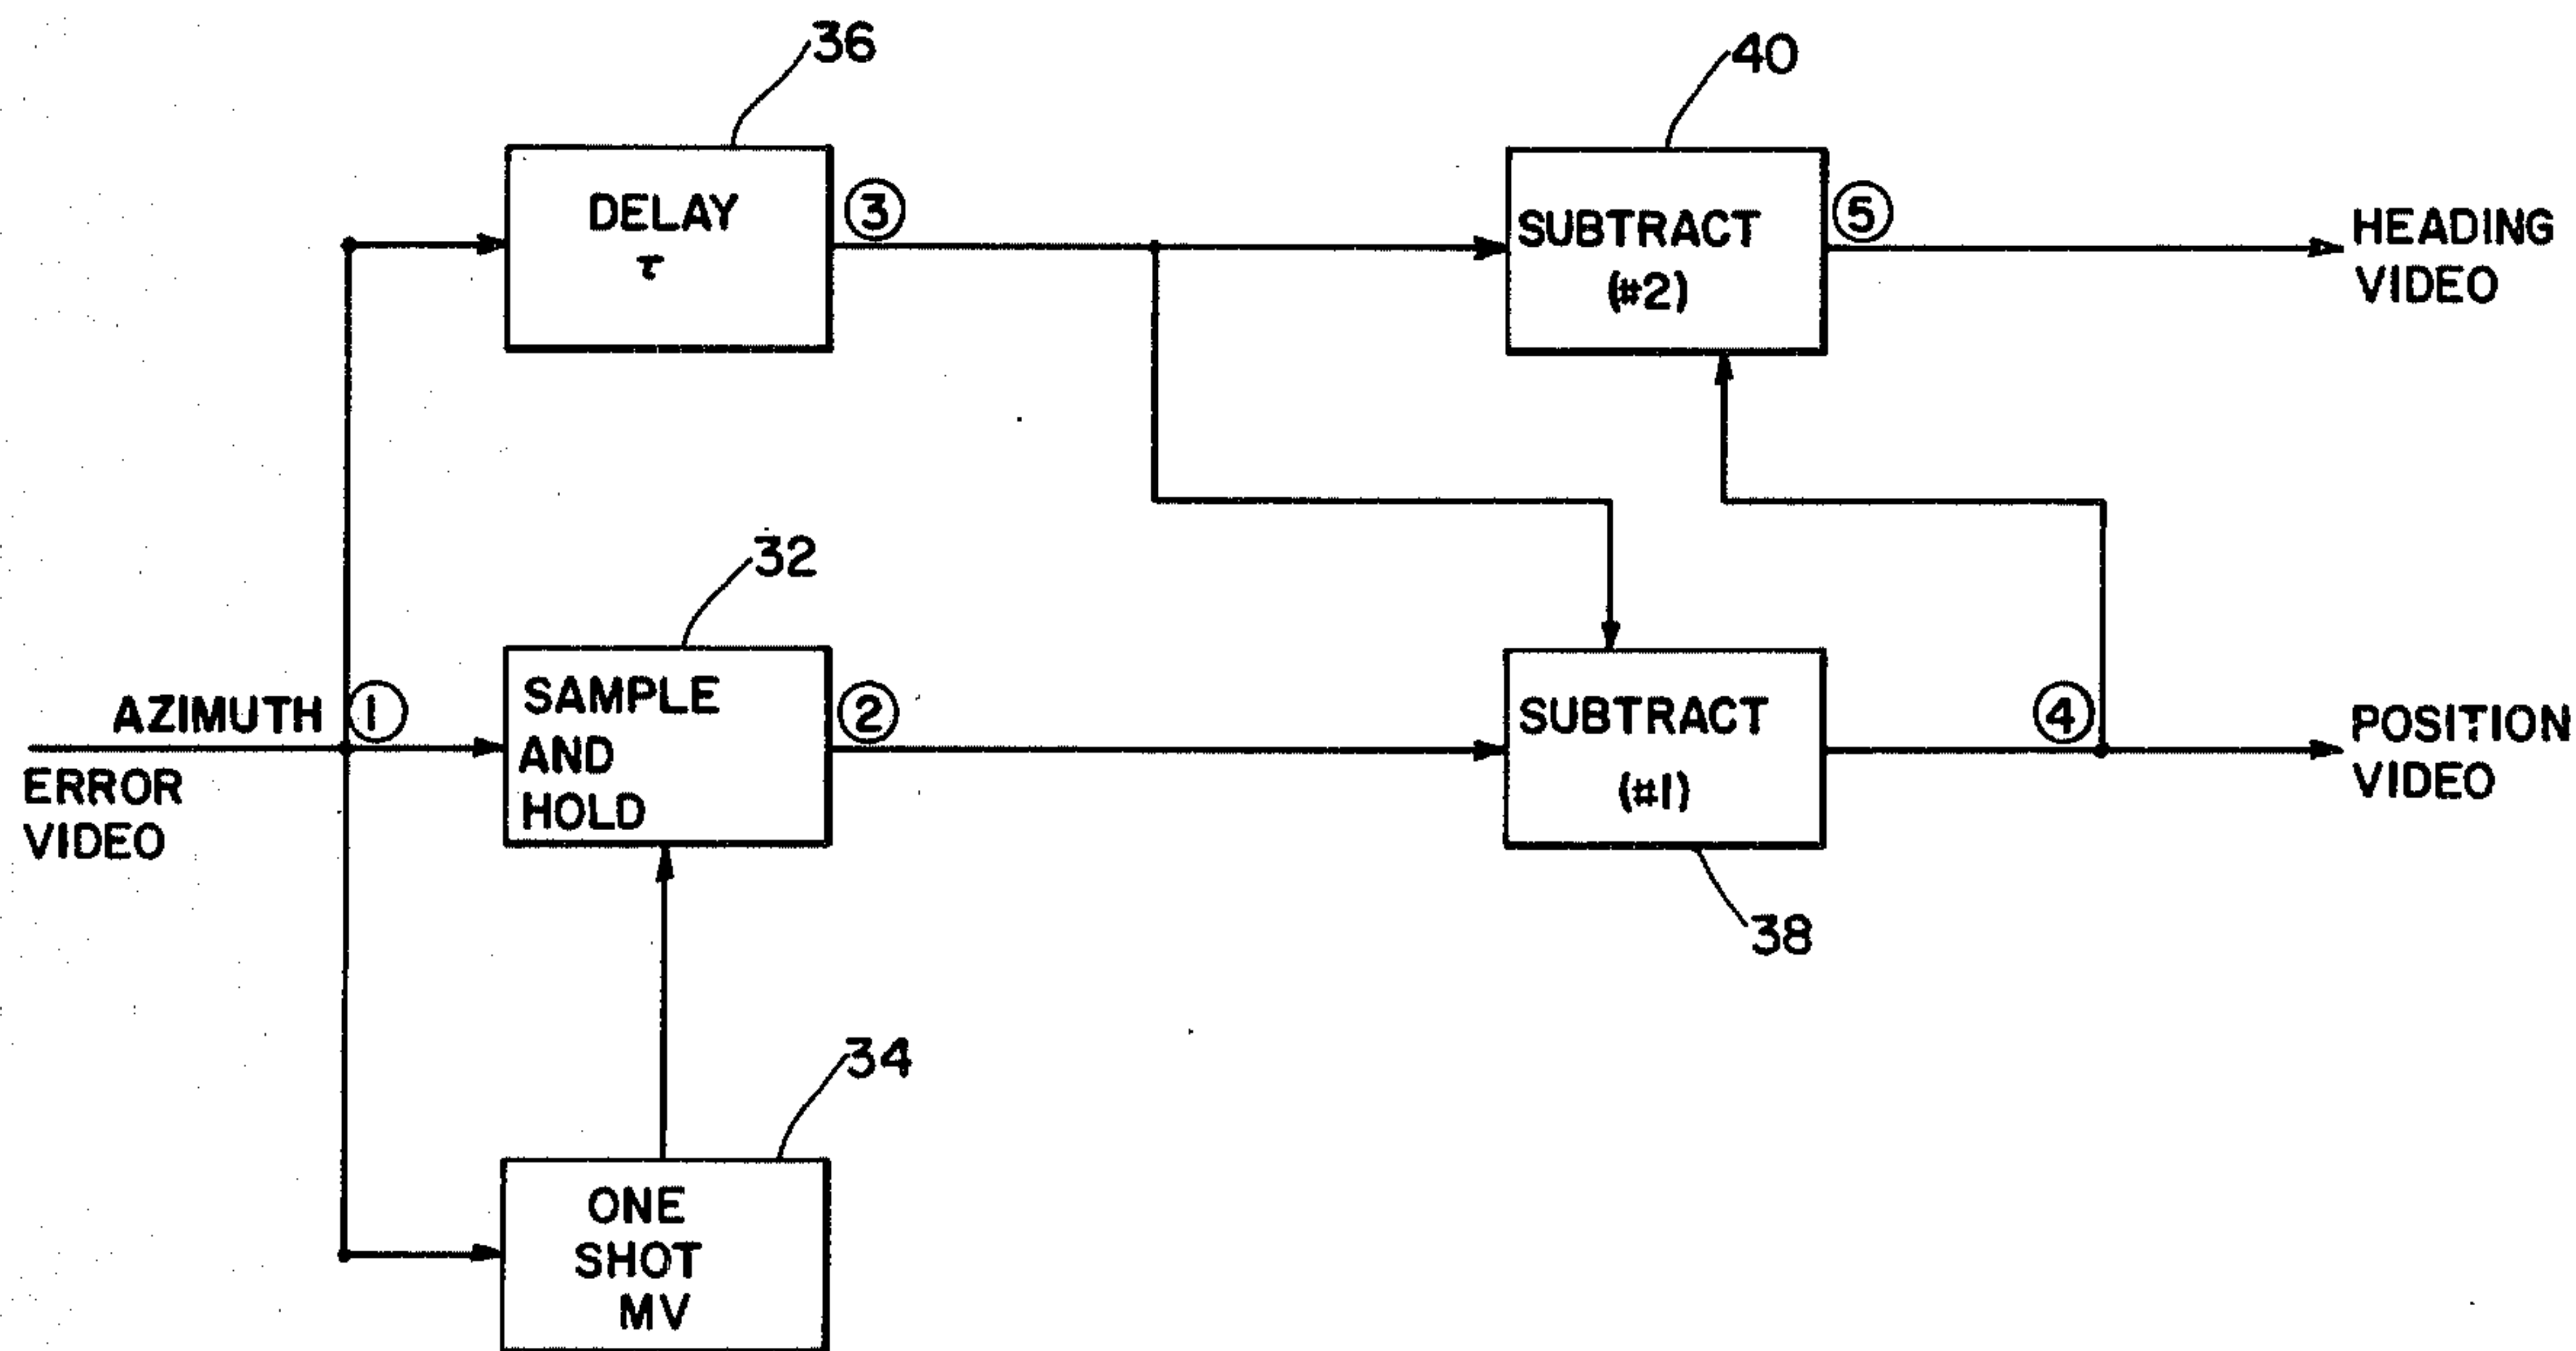 36
40
DELAY
τ
③
SUBTRACT
(#2)
⑤
HEADING
VIDEO
32
AZIMUTH
①
ERROR
VIDEO
SAMPLE
AND
HOLD
②
SUBTRACT
(#1)
④
POSITION
VIDEO
38
34
ONE
SHOT
MV